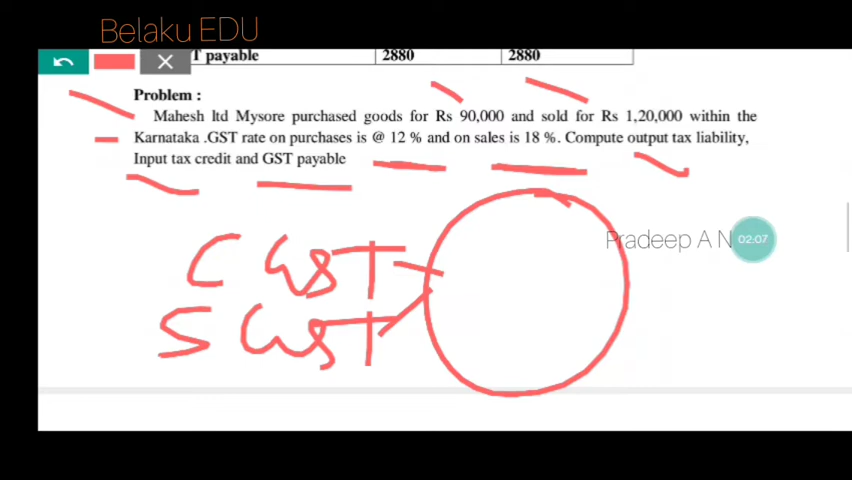 Belaku EDU
T payable 2880 2880
Problem :
Mahesh ltd Mysore purchased goods for Rs 90,000 and sold for Rs 1,20,000 within the
Karnataka .GST rate on purchases is @ 12 % and on sales is 18 %. Compute output tax liability,
Input tax credit and GST payable
Pradeep A N 02:07
C GST
S GST